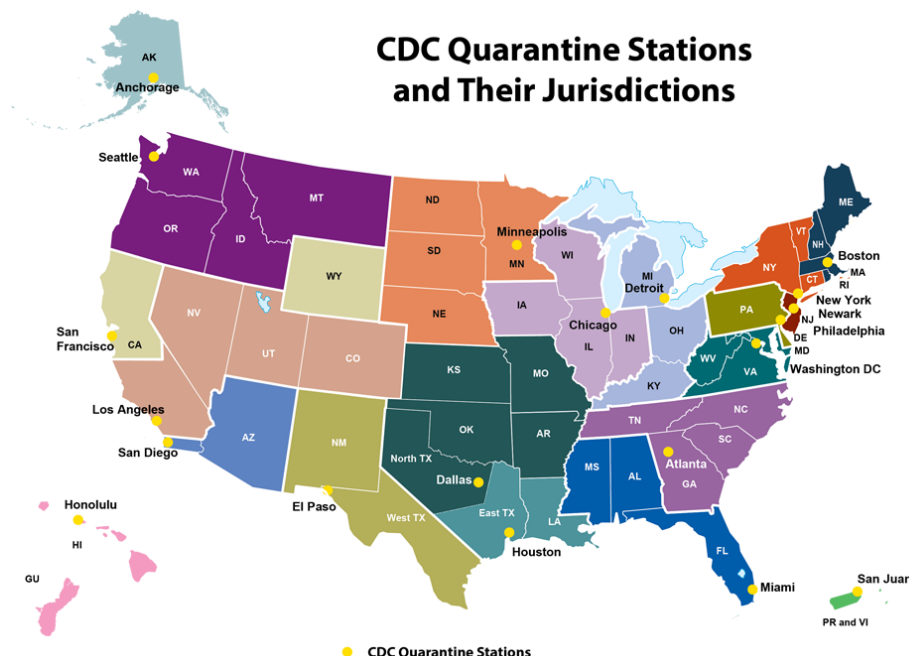 CDC Quarantine Stations
and Their Jurisdictions
AK
Anchorage
Seattle
WA
MT
OR
ID
ND
SD
Minneapolis
MN
WY
NE
IA
WI
MI
Detroit
ME
VT
NH
NY
Boston
MA
RI
CT
New York
Newark
NJ
Philadelphia
PA
DE
MD
Washington DC
San
Francisco
CA
NV
UT
CO
KS
MO
Chicago
IL
IN
OH
WV
VA
KY
Los Angeles
San Diego
AZ
NM
OK
AR
TN
NC
SC
North TX
Dallas
MS
AL
Atlanta
GA
El Paso
West TX
East TX
LA
Houston
FL
Miami
Honolulu
HI
GU
San Juan
PR and VI
CDC Quarantine Stations